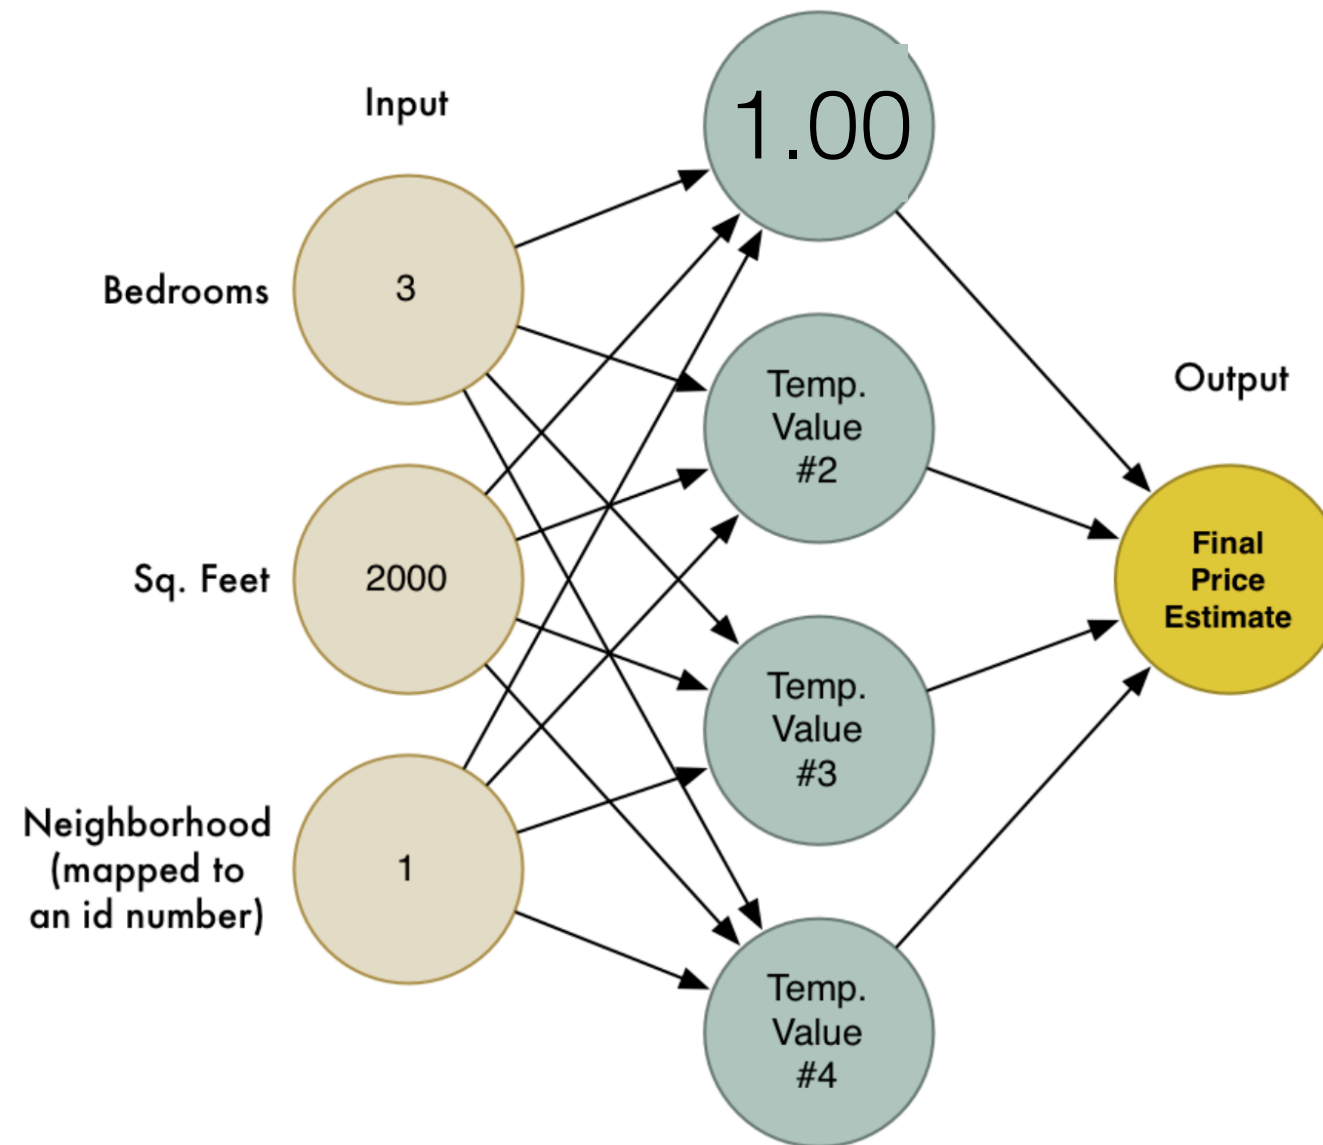 Input
Bedrooms
3
Sq. Feet
2000
Neighborhood
(mapped to
an id number)
1
1.00
Temp.
Value
#2
Temp.
Value
#3
Temp.
Value
#4
Output
Final
Price
Estimate